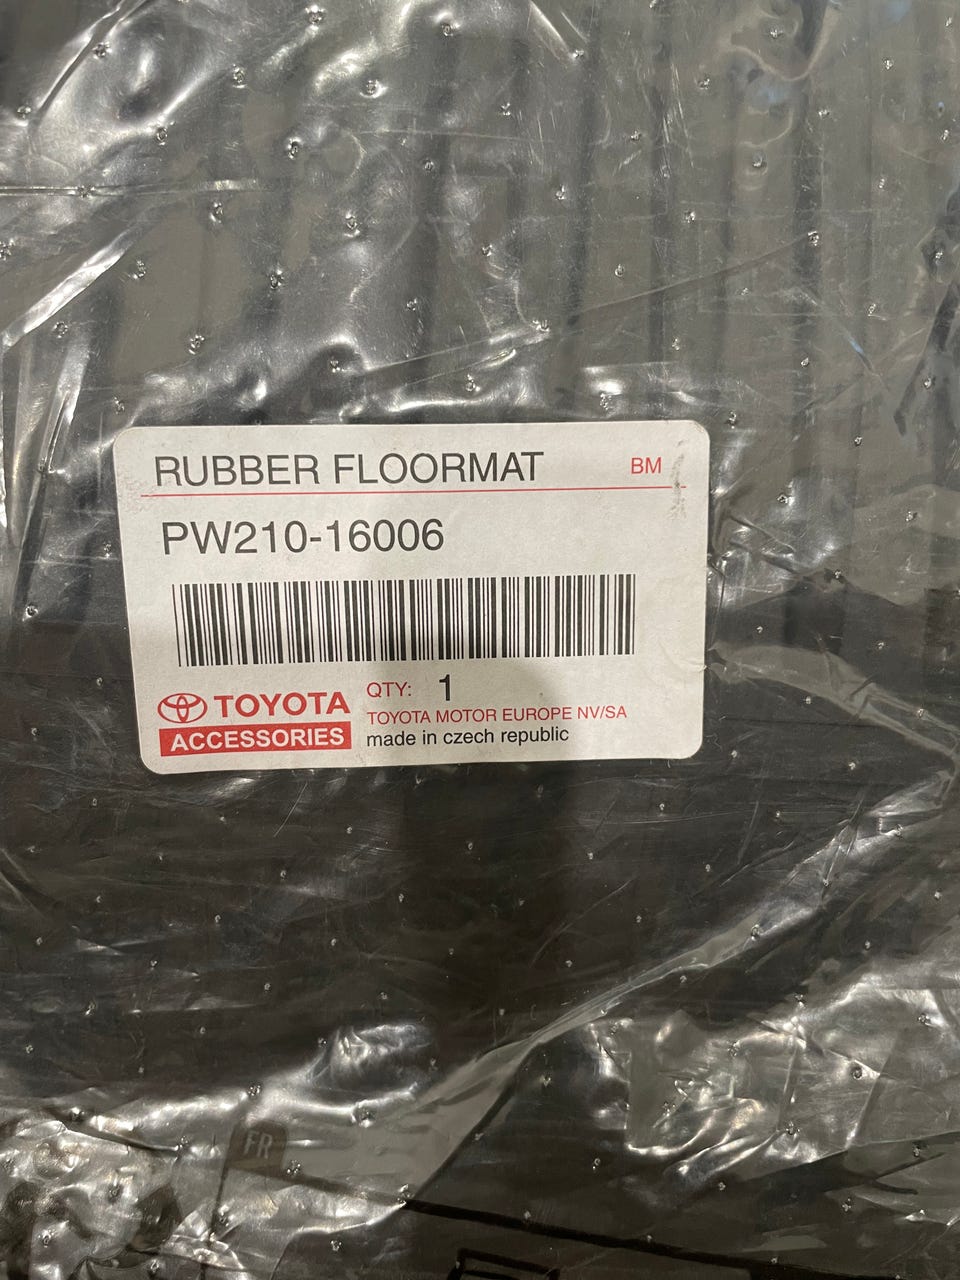 RUBBER FLOORMAT BM
PW210-16006
TOYOTA
ACCESSORIES
QTY: 1
TOYOTA MOTOR EUROPE NV/SA
made in czech republic
FR